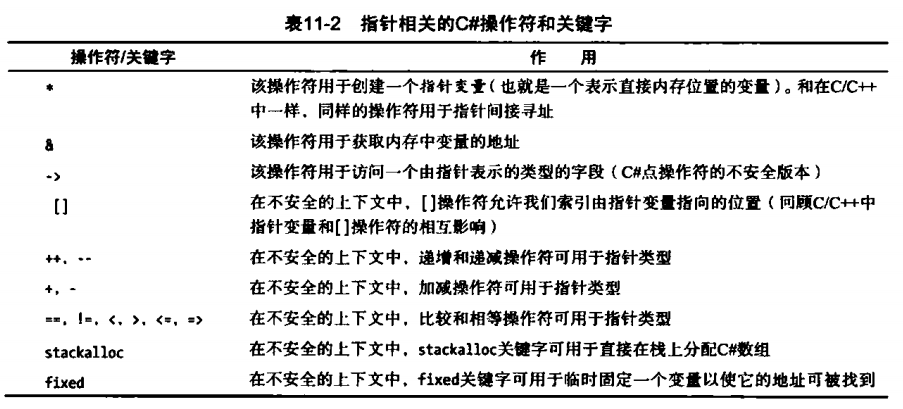 表11-2 指针相关的C#操作符和关键字
操作符/关键字 作 用
* 该操作符用于创建一个指针变量（也就是一个表示直接内存位置的变量）。和在C/C++
中一样，同样的操作符用于指针间接寻址
& 该操作符用于获取内存中变量的地址
-> 该操作符用于访问一个由指针表示的类型的字段（C#点操作符的不安全版本）
[] 在不安全的上下文中，[]操作符允许我们索引由指针变量指向的位置（回顾C/C++中
指针变量和[]操作符的相互影响）
++、-- 在不安全的上下文中，递增和递减操作符可用于指针类型
+、- 在不安全的上下文中，加减操作符可用于指针类型
==、!=、<、>、<=、=> 在不安全的上下文中，比较和相等操作符可用于指针类型
stackalloc 在不安全的上下文中，stackalloc关键字可用于直接在栈上分配C#数组
fixed 在不安全的上下文中，fixed关键字可用于临时固定一个变量以使它的地址可被找到